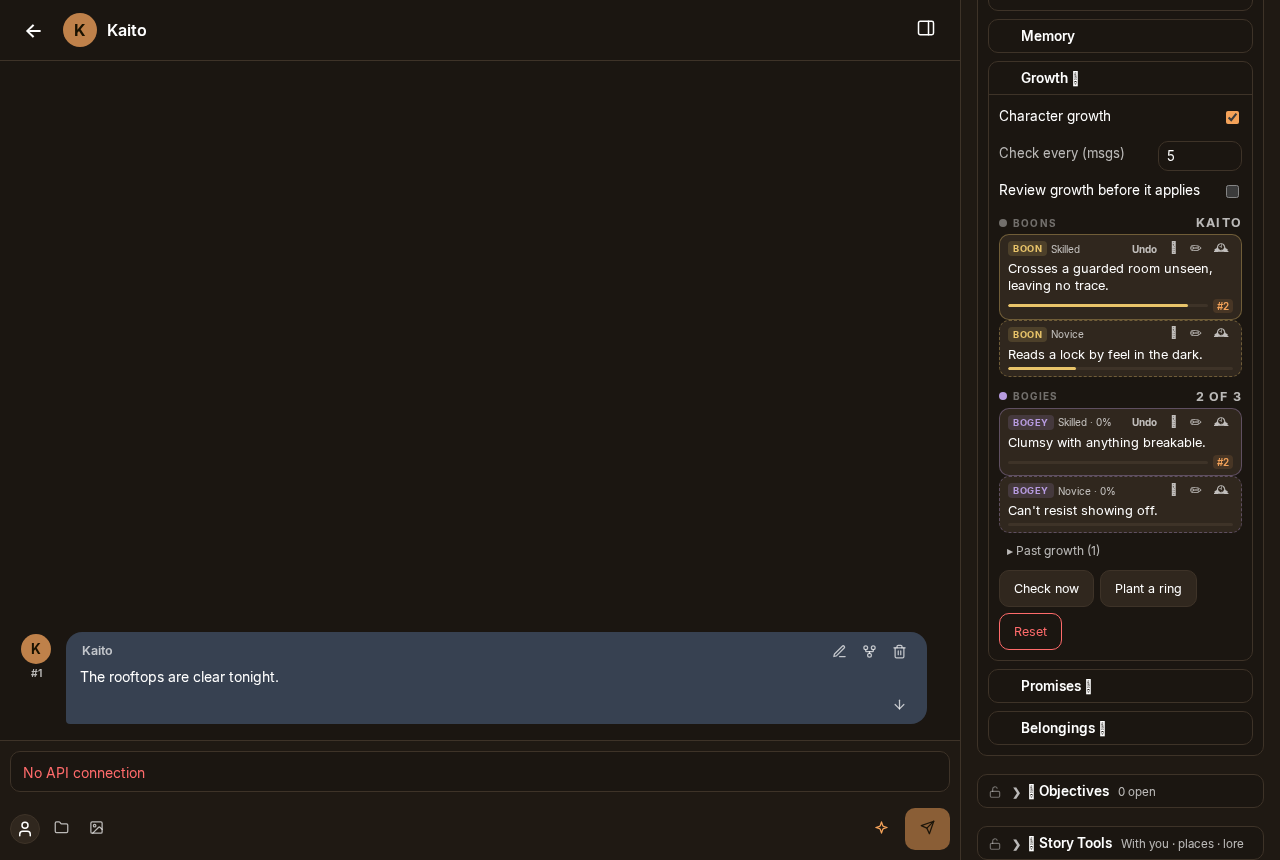 K
Kaito
K
#1
Kaito
The rooftops are clear tonight.
No API connection
Memory
Growth
Character growth
Check every (msgs)
5
Review growth before it applies
BOONS
KAITO
BOON Skilled Undo
Crosses a guarded room unseen,
leaving no trace.
#2
BOON Novice
Reads a lock by feel in the dark.
BOGIES
2 OF 3
BOGEY Skilled · 0% Undo
Clumsy with anything breakable.
#2
BOGEY Novice · 0%
Can't resist showing off.
▸ Past growth (1)
Check now
Plant a ring
Reset
Promises
Belongings
Objectives 0 open
Story Tools With you · places · lore